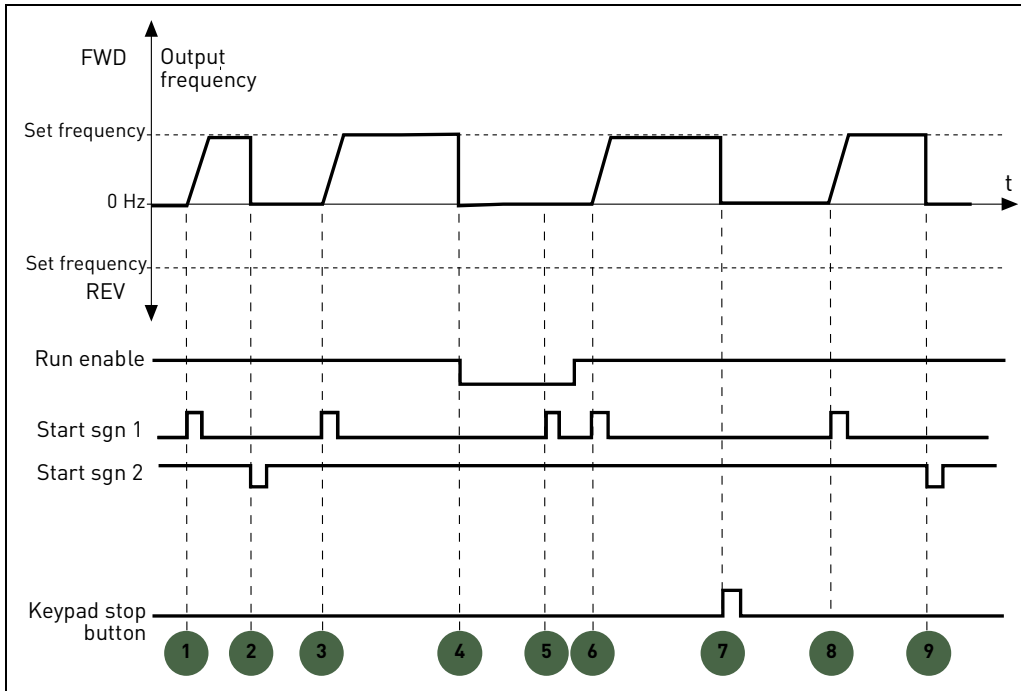 FWD
Output
frequency
Set frequency
0 Hz
t
Set frequency
REV
Run enable
Start sgn 1
Start sgn 2
Keypad stop
button
1 2 3 4 5 6 7 8 9